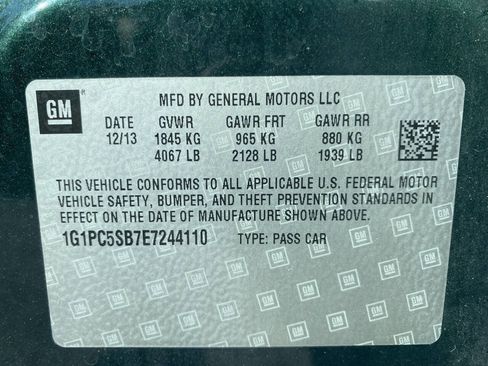 GM
MFD BY GENERAL MOTORS LLC
DATE GVWR GAWR FRT GAWR RR
12/13 1845 KG 965 KG 880 KG
4067 LB 2128 LB 1939 LB
THIS VEHICLE CONFORMS TO ALL APPLICABLE U.S. FEDERAL MOTOR
VEHICLE SAFETY, BUMPER, AND THEFT PREVENTION STANDARDS IN
EFFECT ON THE DATE OF MANUFACTURE SHOWN ABOVE.
1G1PC5SB7E7244110 TYPE: PASS CAR